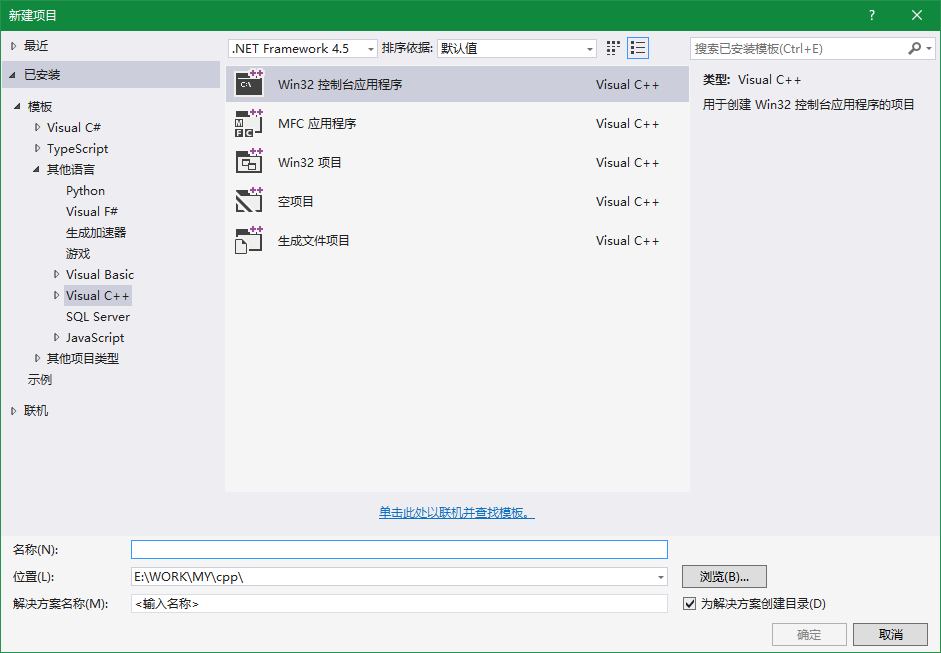 新建项目
?
最近
.NET Framework 4.5
排序依据:
默认值
搜索已安装模板(Ctrl+E)
已安装
模板
Visual C#
TypeScript
其他语言
Python
Visual F#
生成加速器
游戏
Visual Basic
Visual C++
SQL Server
JavaScript
其他项目类型
示例
联机
Win32 控制台应用程序
Visual C++
MFC 应用程序
Visual C++
Win32 项目
Visual C++
空项目
Visual C++
生成文件项目
Visual C++
类型: Visual C++
用于创建 Win32 控制台应用程序的项目
单击此处以联机并查找模板。
名称(N):
位置(L):
E:\WORK\MY\cpp\
浏览(B)...
解决方案名称(M):
<输入名称>
为解决方案创建目录(D)
确定
取消